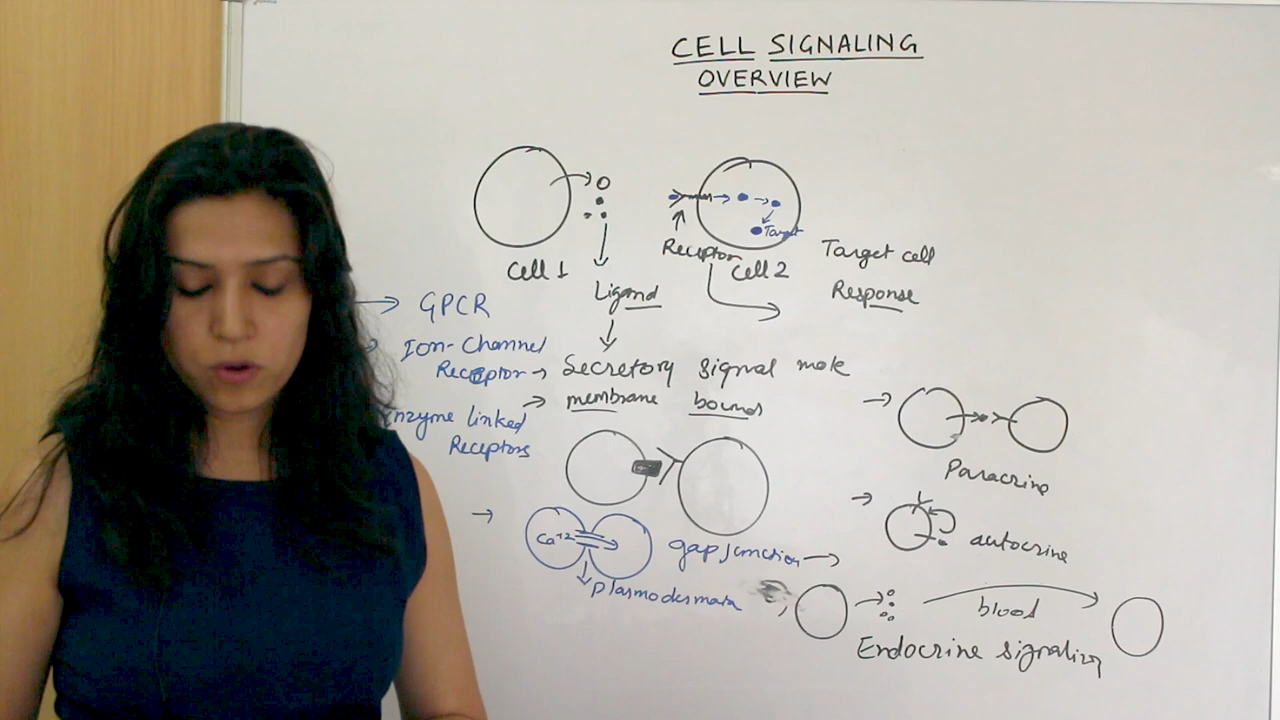 CELL SIGNALING
OVERVIEW
Target
Receptor
Cell 1
Cell 2
Target cell
Response
Ligand
GPCR
Ion-Channel
Receptor
Secretory signal mole
membrane bound
nzyme linked
Receptors
Paracrine
Ca+2
gap junction
plasmodesmata
autocrine
blood
Endocrine signaling